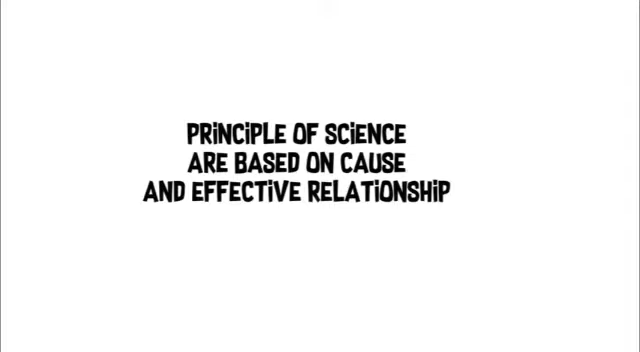 PRiNCiPLE OF SCiENCE
ARE BASED ON CAUSE
AND EFFECTiVE RELATiONSHiP